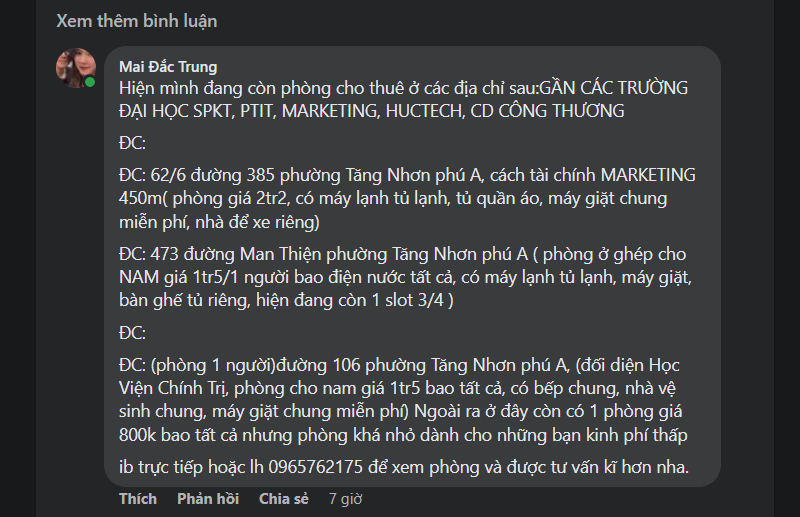 Xem thêm bình luận
Mai Đắc Trung
Hiện mình đang còn phòng cho thuê ở các địa chỉ sau:GẦN CÁC TRƯỜNG
ĐẠI HỌC SPKT, PTIT, MARKETING, HUCTECH, CD CÔNG THƯƠNG
ĐC:
ĐC: 62/6 đường 385 phường Tăng Nhơn phú A, cách tài chính MARKETING
450m( phòng giá 2tr2, có máy lạnh tủ lạnh, tủ quần áo, máy giặt chung
miễn phí, nhà để xe riêng)
ĐC: 473 đường Man Thiện phường Tăng Nhơn phú A ( phòng ở ghép cho
NAM giá 1tr5/1 người bao điện nước tất cả, có máy lạnh tủ lạnh, máy giặt,
bàn ghế tủ riêng, hiện đang còn 1 slot 3/4 )
ĐC:
ĐC: (phòng 1 người)đường 106 phường Tăng Nhơn phú A, (đối diện Học
Viện Chính Trị, phòng cho nam giá 1tr5 bao tất cả, có bếp chung, nhà vệ
sinh chung, máy giặt chung miễn phí) Ngoài ra ở đây còn có 1 phòng giá
800k bao tất cả nhưng phòng khá nhỏ dành cho những bạn kinh phí thấp
ib trực tiếp hoặc lh 0965762175 để xem phòng và được tư vấn kĩ hơn nha.
Thích Phản hồi Chia sẻ 7 giờ